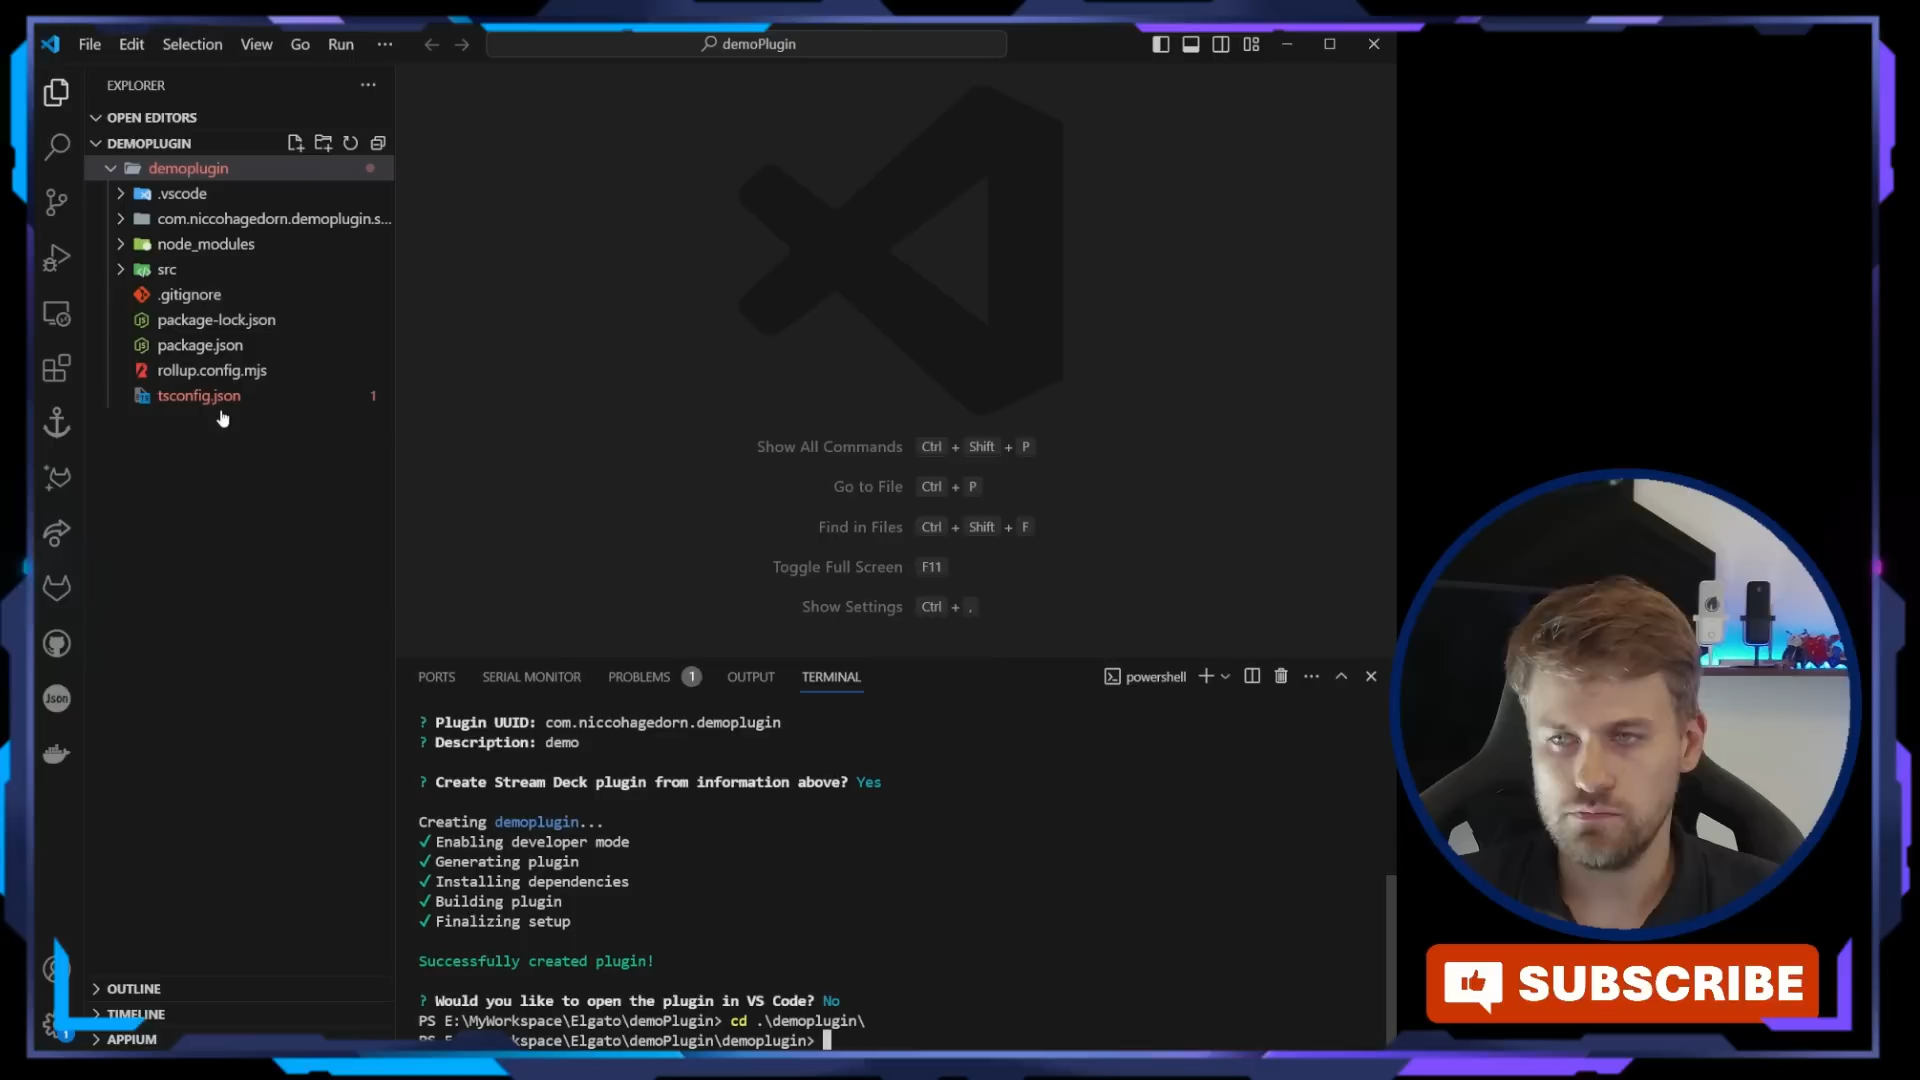 File Edit Selection View Go Run ···
demoPlugin
EXPLORER
OPEN EDITORS
DEMOPLUGIN
demoplugin
.vscode
com.niccohagedorn.demoplugin.s...
node_modules
src
.gitignore
package-lock.json
package.json
rollup.config.mjs
tsconfig.json 1
Show All Commands Ctrl + Shift + P
Go to File Ctrl + P
Find in Files Ctrl + Shift + F
Toggle Full Screen F11
Show Settings Ctrl + ,
Json
PORTS SERIAL MONITOR PROBLEMS 1 OUTPUT TERMINAL powershell
? Plugin UUID: com.niccohagedorn.demoplugin
? Description: demo
? Create Stream Deck plugin from information above? Yes
Creating demoplugin...
✓ Enabling developer mode
✓ Generating plugin
✓ Installing dependencies
✓ Building plugin
✓ Finalizing setup
Successfully created plugin!
? Would you like to open the plugin in VS Code? No
PS E:\MyWorkspace\Elgato\demoPlugin> cd .\demoplugin\
kspace\Elgato\demoPlugin\demoplugin>
OUTLINE
TIMELINE
APPIUM
1
SUBSCRIBE